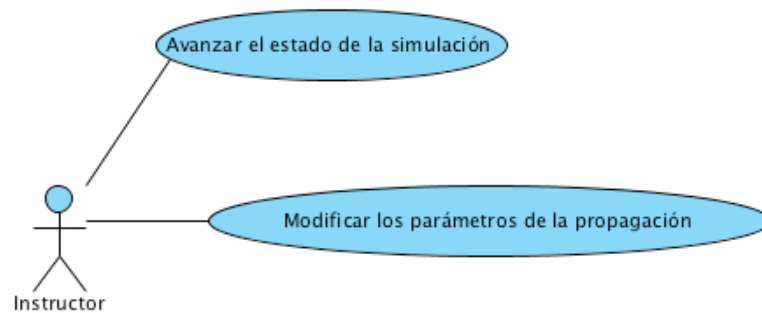 Avanzar el estado de la simulación
Modificar los parámetros de la propagación
Instructor